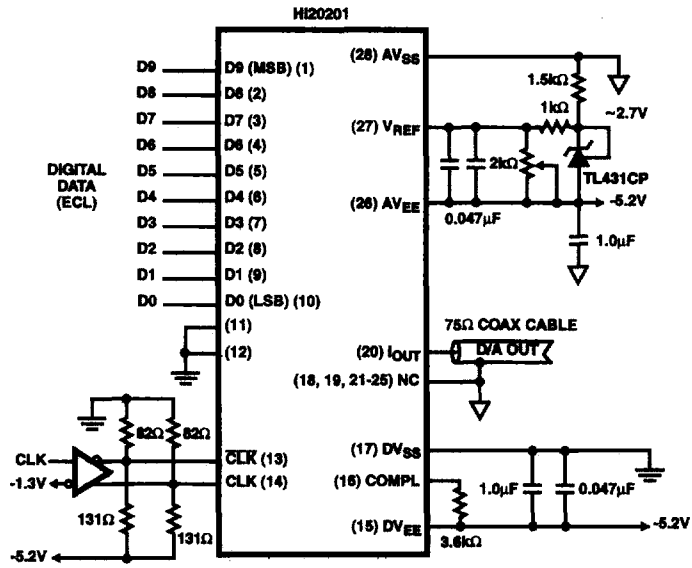 HI20201
D9
D8
D7
D6
D5
D4
D3
D2
D1
D0
DIGITAL
DATA
(ECL)
D9 (MSB) (1)
D8 (2)
D7 (3)
D6 (4)
D5 (5)
D4 (6)
D3 (7)
D2 (8)
D1 (9)
D0 (LSB) (10)
(11)
(12)
82Ω
82Ω
CLK
-1.3V
CLK (13)
CLK (14)
131Ω
131Ω
-5.2V
(28) AVSS
1.5kΩ
1kΩ
~2.7V
(27) VREF
2kΩ
TL431CP
(26) AVEE
-5.2V
0.047μF
1.0μF
75Ω COAX CABLE
(20) IOUT
D/A OUT
(18, 19, 21-25) NC
(17) DVSS
(16) COMPL
1.0μF
0.047μF
(15) DVEE
-5.2V
3.6kΩ